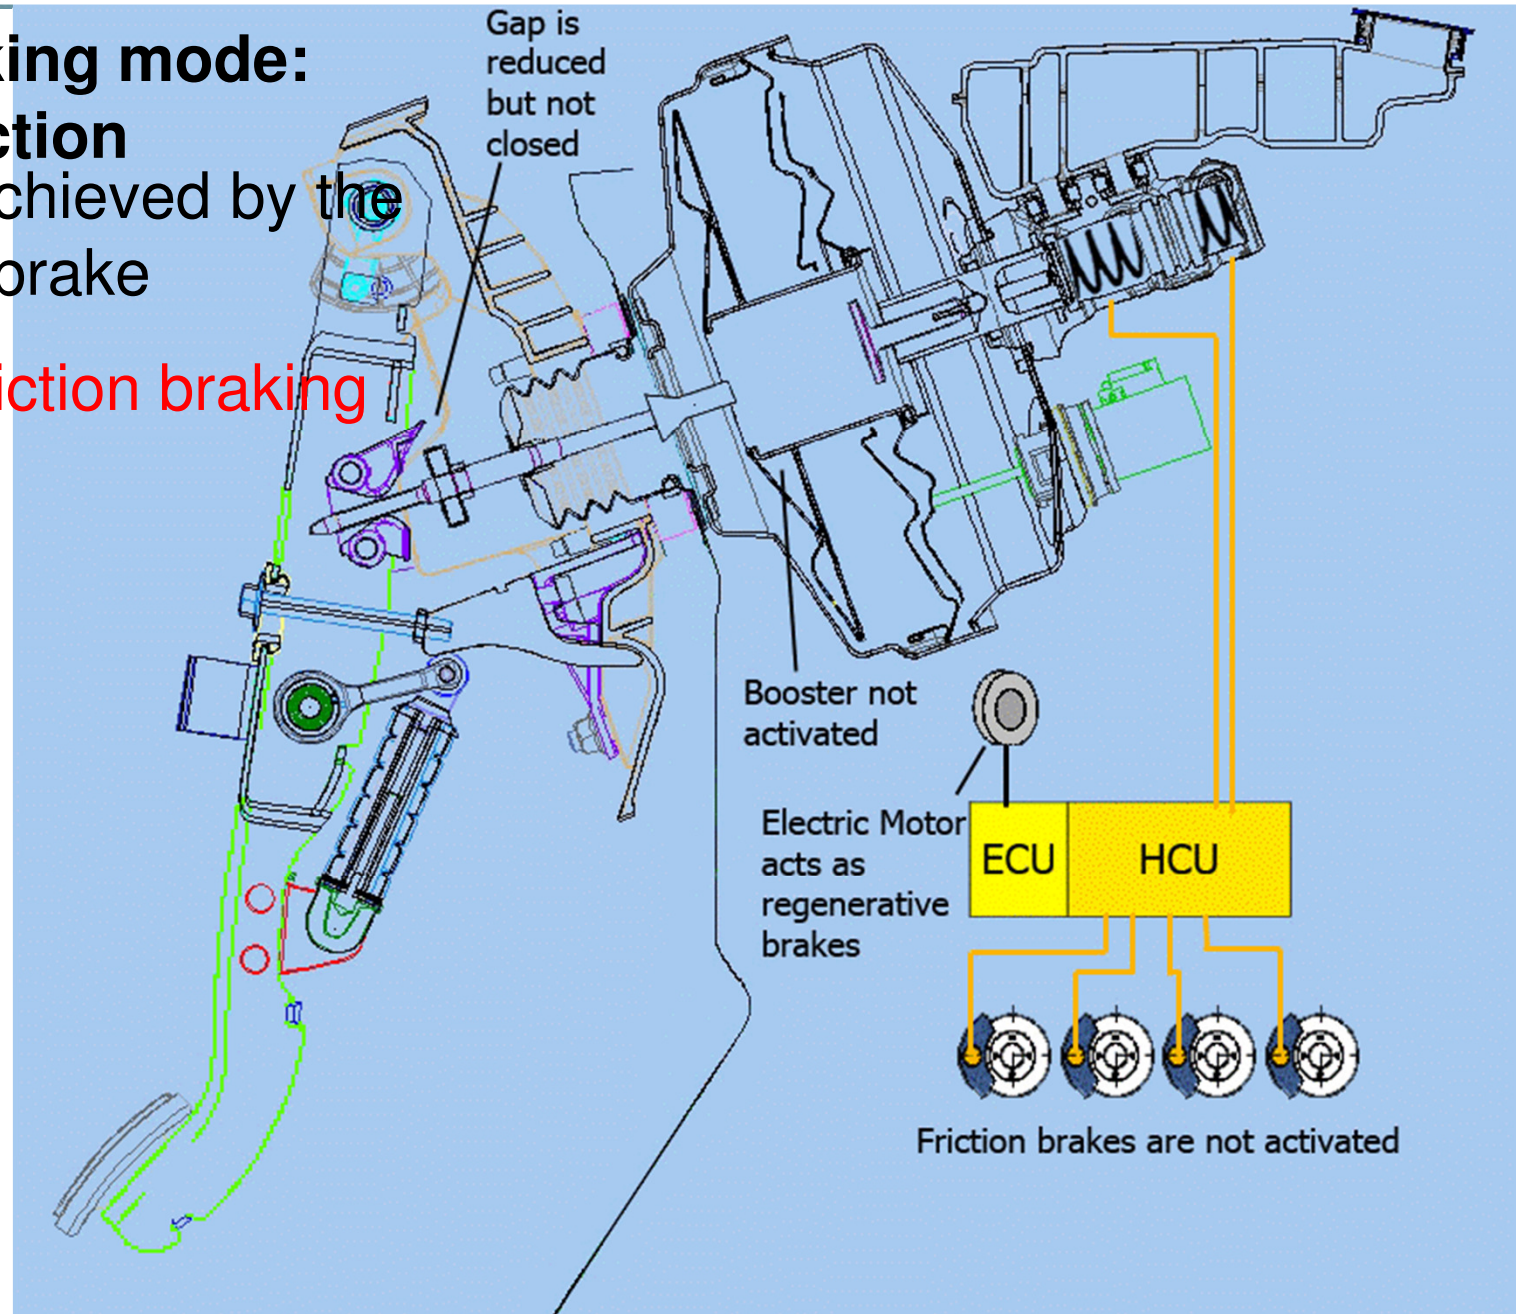 king mode:
ction
chieved by the
brake
iction braking
Gap is
reduced
but not
closed
Booster not
activated
Electric Motor
acts as
regenerative
brakes
ECU
HCU
Friction brakes are not activated